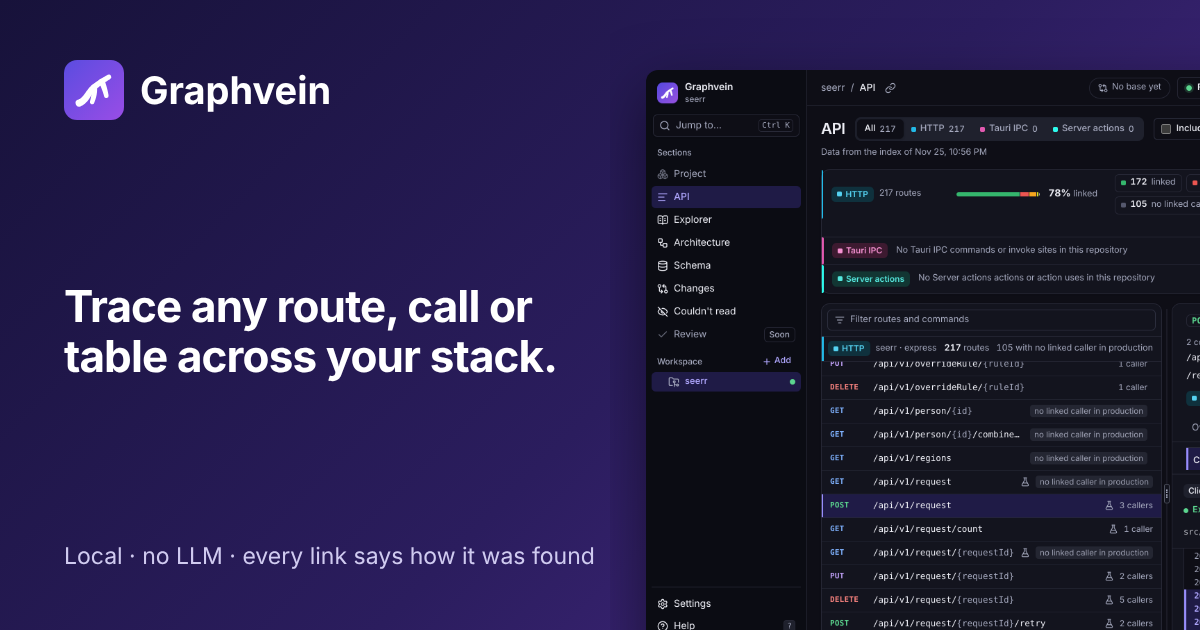 Graphvein
Trace any route, call or
table across your stack.
Local · no LLM · every link says how it was found
Graphvein
seerr
Jump to... Ctrl K
Sections
Project
API
Explorer
Architecture
Schema
Changes
Couldn't read
Review Soon
Workspace + Add
seerr
Settings
Help ?
seerr / API No base yet
API All 217 HTTP 217 Tauri IPC 0 Server actions 0
Data from the index of Nov 25, 10:56 PM
HTTP 217 routes 78% linked 172 linked
105 no linked ca
Tauri IPC No Tauri IPC commands or invoke sites in this repository
Server actions No Server actions actions or action uses in this repository
Filter routes and commands
HTTP seerr · express 217 routes 105 with no linked caller in production
PUT /api/v1/overrideRule/{ruleId} 1 caller
DELETE /api/v1/overrideRule/{ruleId} 1 caller
GET /api/v1/person/{id} no linked caller in production
GET /api/v1/person/{id}/combine… no linked caller in production
GET /api/v1/regions no linked caller in production
GET /api/v1/request no linked caller in production
POST /api/v1/request 3 callers
GET /api/v1/request/count 1 caller
GET /api/v1/request/{requestId} no linked caller in production
PUT /api/v1/request/{requestId} 2 callers
DELETE /api/v1/request/{requestId} 5 callers
POST /api/v1/request/{requestId}/retry 2 callers